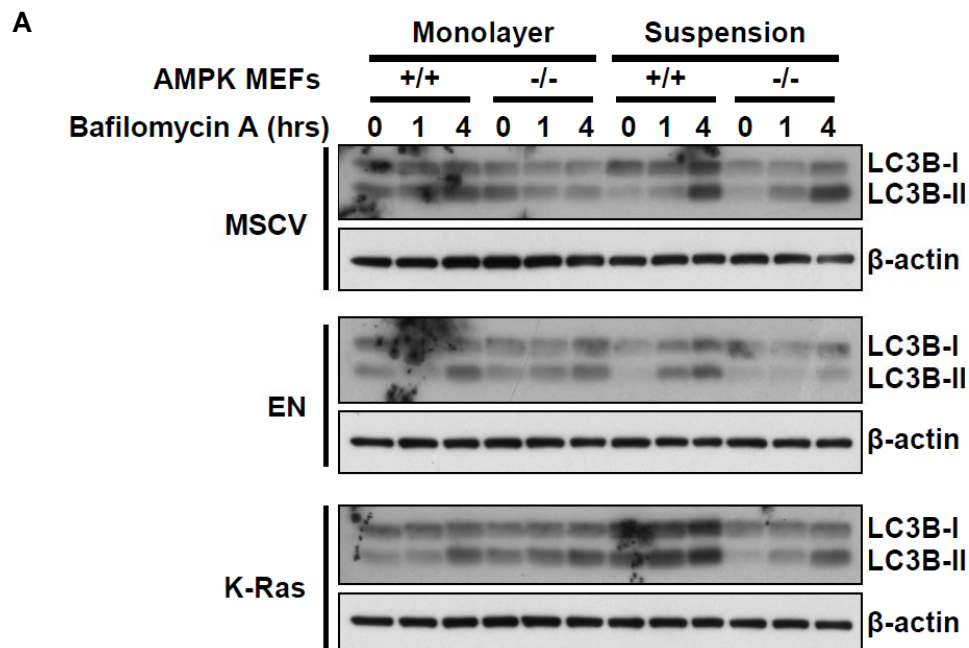 A
Monolayer Suspension
AMPK MEFs +/+ -/- +/+ -/-
Bafilomycin A (hrs) 0 1 4 0 1 4 0 1 4 0 1 4
LC3B-I
LC3B-II
MSCV
β-actin
LC3B-I
LC3B-II
EN
β-actin
LC3B-I
LC3B-II
K-Ras
β-actin